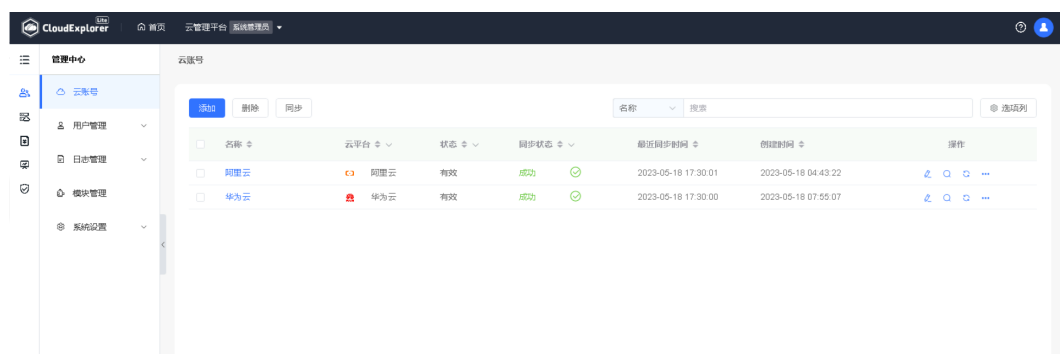 CloudExplorer Lite 首页 云管理平台 系统管理员
管理中心 云账号
云账号
添加 删除 同步 名称 搜索 选项列
用户管理
名称 云平台 状态 同步状态 最近同步时间 创建时间 操作
日志管理
阿里云 阿里云 有效 成功 2023-05-18 17:30:01 2023-05-18 04:43:22
模块管理
华为云 华为云 有效 成功 2023-05-18 17:30:00 2023-05-18 07:55:07
系统设置